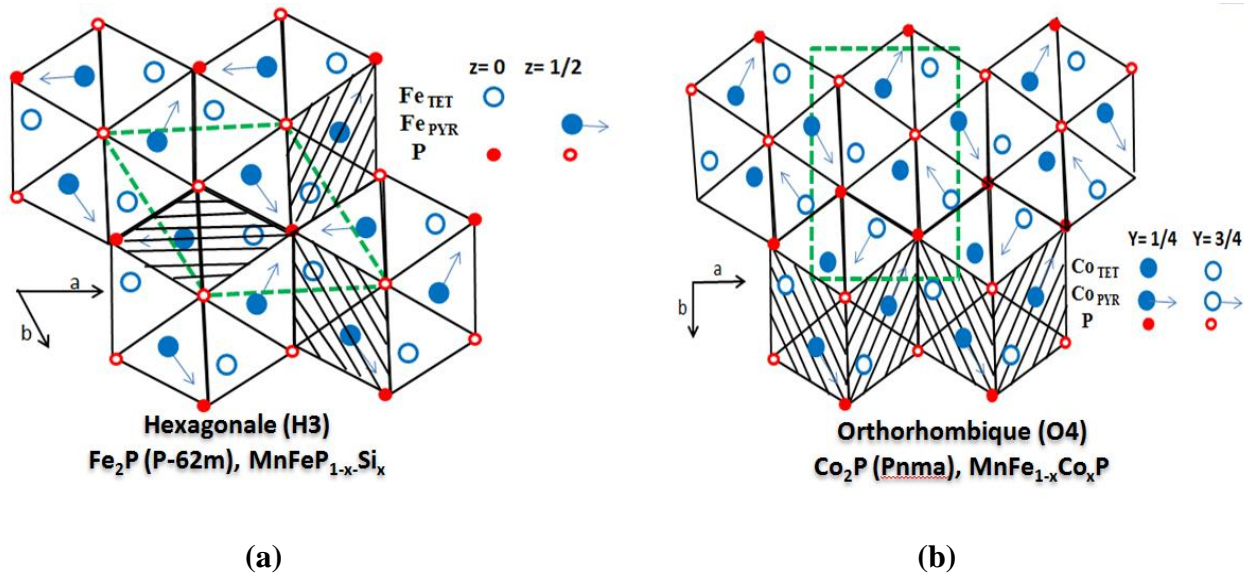 z= 0 z= 1/2
Fe TET
Fe PYR
P
a
b
Hexagonale (H3)
Fe₂P (P-62m), MnFeP₁₋ₓ₋Siₓ
(a)
Y= 1/4 Y= 3/4
Co TET
Co PYR
P
a
b
Orthorhombique (O4)
Co₂P (Pnma), MnFe₁₋ₓCoₓP
(b)